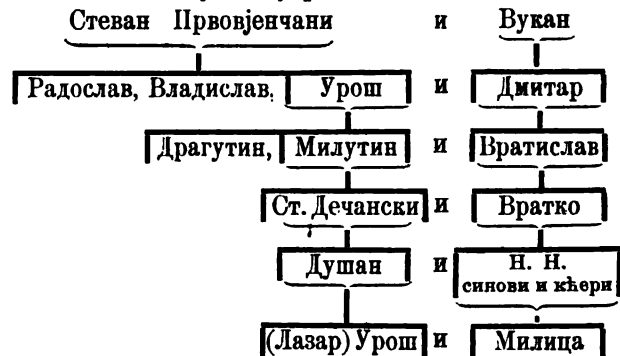 Стеван Првовјенчани и Вукан
Радослав, Владислав, Урош и Дмитар
Драгутин, Милутин и Вратислав
Ст. Дечански и Вратко
Душан и Н. Н.
синови и кћери
(Лазар) Урош и Милица